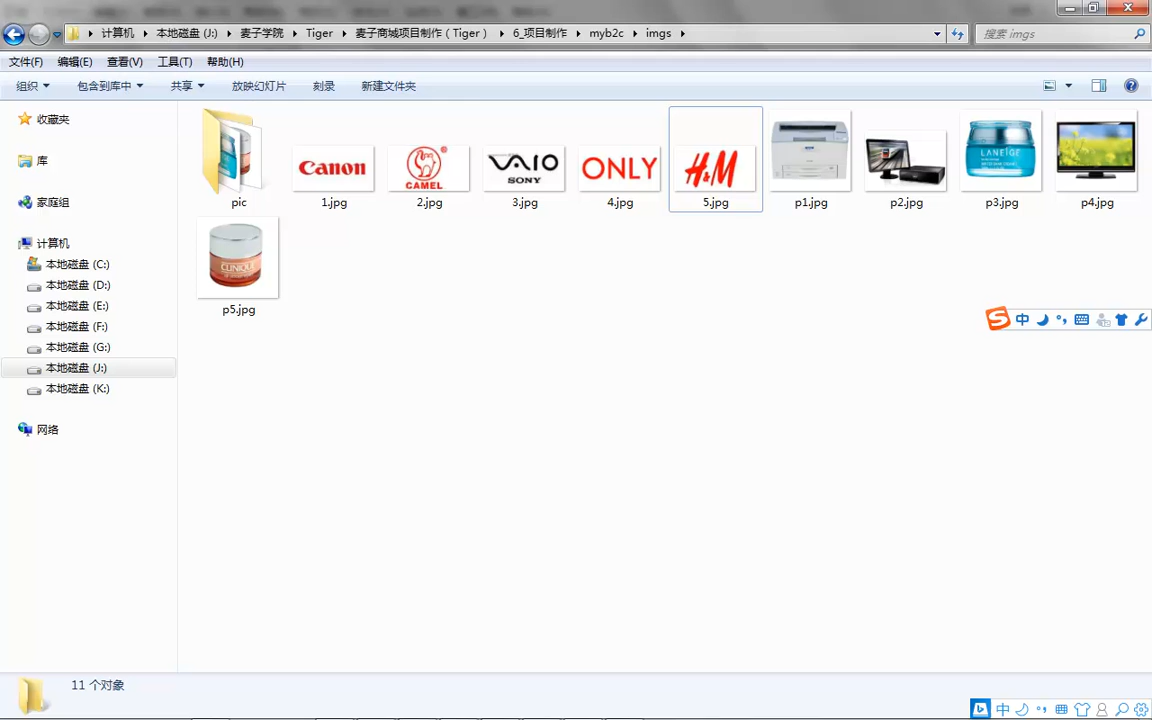 计算机 本地磁盘 (J:) 麦子学院 Tiger 麦子商城项目制作（Tiger ） 6_项目制作 myb2c imgs
搜索 imgs
文件(F) 编辑(E) 查看(V) 工具(T) 帮助(H)
组织 包含到库中 共享 放映幻灯片 刻录 新建文件夹
收藏夹
库
家庭组
计算机
本地磁盘 (C:)
本地磁盘 (D:)
本地磁盘 (E:)
本地磁盘 (F:)
本地磁盘 (G:)
本地磁盘 (J:)
本地磁盘 (K:)
网络
Canon
CAMEL
VAIO
SONY
ONLY
H&M
LANEIGE
pic 1.jpg 2.jpg 3.jpg 4.jpg 5.jpg p1.jpg p2.jpg p3.jpg p4.jpg
CLINIQUE
p5.jpg
中
11 个对象
中